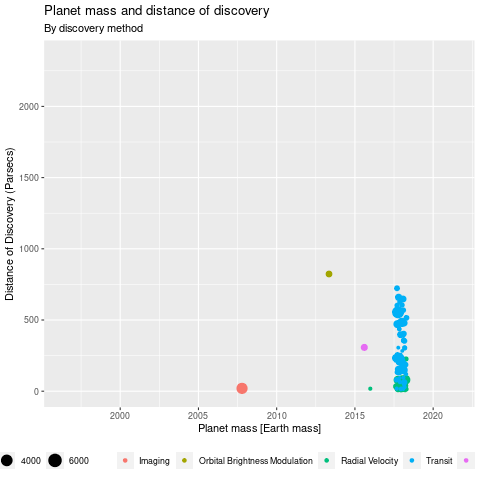 Planet mass and distance of discovery
By discovery method
Distance of Discovery (Parsecs)
2000
1500
1000
500
0
2000
2005
2010
2015
2020
Planet mass [Earth mass]
4000
6000
Imaging
Orbital Brightness Modulation
Radial Velocity
Transit